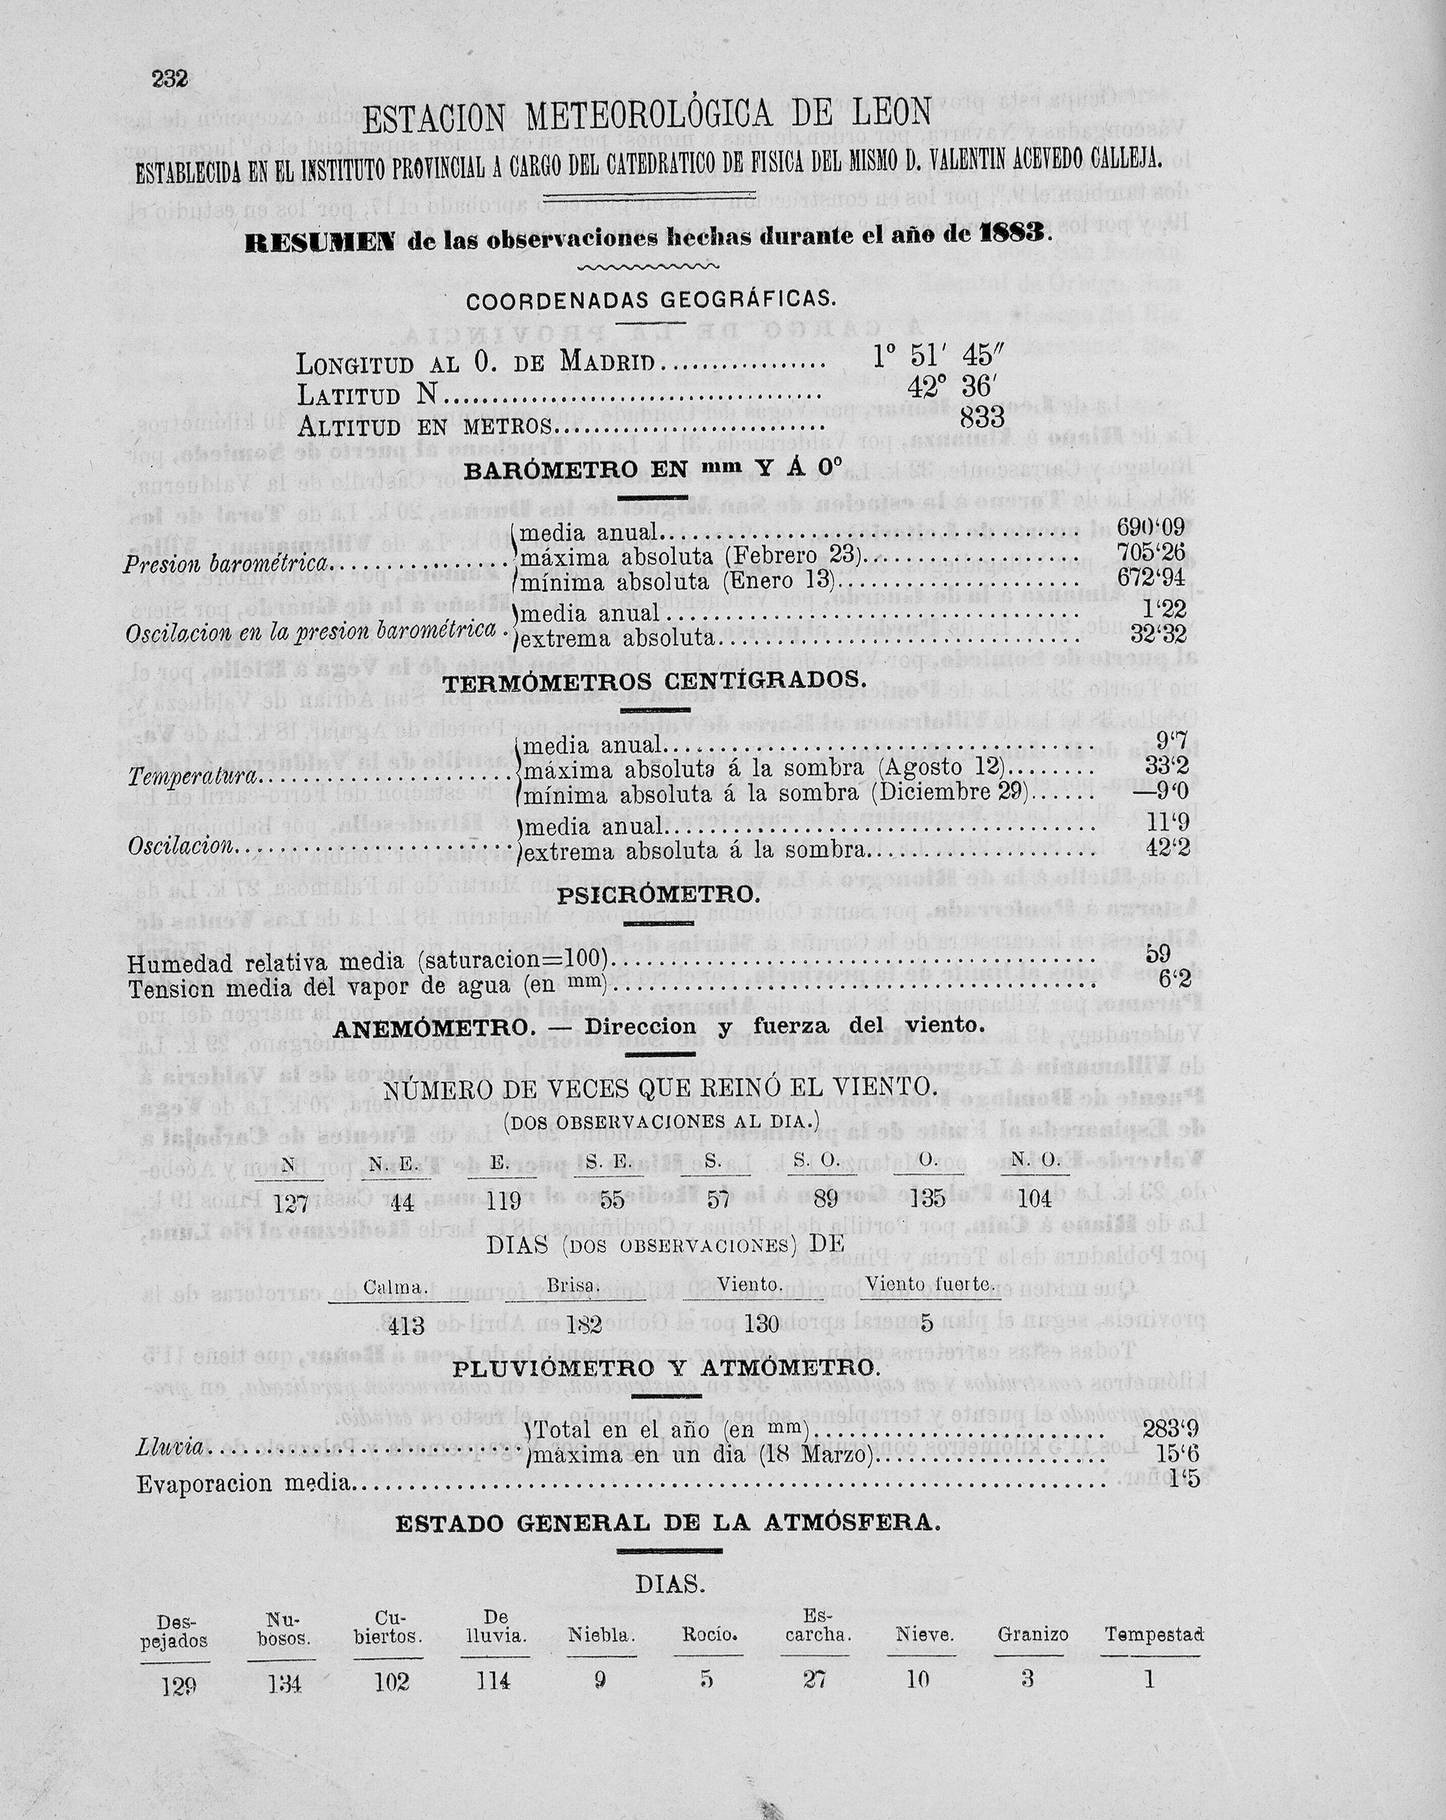 232
ESTACION METEOROLÓGICA DE LEON
ESTABLECIDA EN EL INSTITUTO PROVINCIAL A CARGO DEL CATEDRATICO DE FISICA DEL MISMO D. VALENTIN ACEVEDO CALLEJA.
RESUMEN de las observaciones hechas durante el año de 1883.
COORDENADAS GEOGRÁFICAS.
LONGITUD AL O. DE MADRID................. 1° 51′ 45″
LATITUD N...................................... 42° 36′
ALTITUD EN METROS........................... 833
BARÓMETRO EN mm Y Á 0°
media anual...................................... 690‘09
Presion barométrica................ máxima absoluta (Febrero 23).................... 705‘26
mínima absoluta (Enero 13)....................... 672‘94
media anual...................................... 1‘22
Oscilacion en la presion barométrica . extrema absoluta................................. 32‘32
TERMÓMETROS CENTÍGRADOS.
media anual...................................... 9‘7
Temperatura....................... máxima absoluta á la sombra (Agosto 12)........ 33‘2
mínima absoluta á la sombra (Diciembre 29)...... —9‘0
media anual...................................... 11‘9
Oscilacion......................... extrema absoluta á la sombra..................... 42‘2
PSICRÓMETRO.
Humedad relativa media (saturacion=100)........................................... 59
Tension media del vapor de agua (en mm)........................................... 6‘2
ANEMÓMETRO. — Direccion y fuerza del viento.
NÚMERO DE VECES QUE REINÓ EL VIENTO.
(DOS OBSERVACIONES AL DIA.)
N N. E. E. S. E. S. S. O. O. N. O.
127 44 119 55 57 89 135 104
DIAS (DOS OBSERVACIONES) DE
Calma. Brisa. Viento. Viento fuerte.
413 182 130 5
PLUVIÓMETRO Y ATMÓMETRO.
Total en el año (en mm).......................... 283‘9
Lluvia............................. máxima en un dia (18 Marzo)..................... 15‘6
Evaporacion media................................................................... 1‘5
ESTADO GENERAL DE LA ATMÓSFERA.
DIAS.
Des- Nu- Cu- De Es-
pejados bosos. biertos. lluvia. Niebla. Rocío. carcha. Nieve. Granizo Tempestad
129 134 102 114 9 5 27 10 3 1